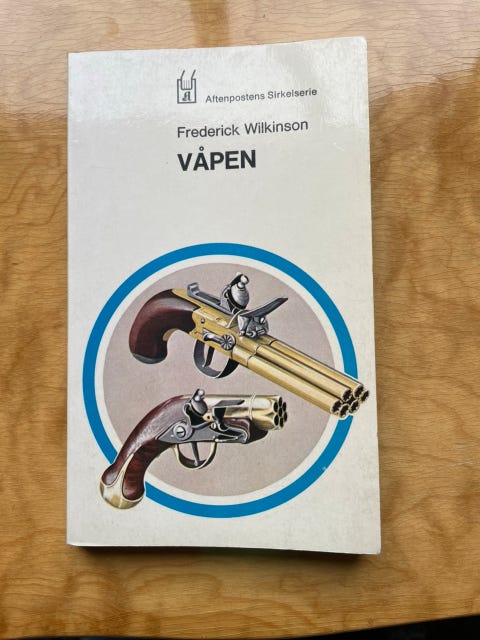 A
Aftenpostens Sirkelserie
Frederick Wilkinson
VÅPEN